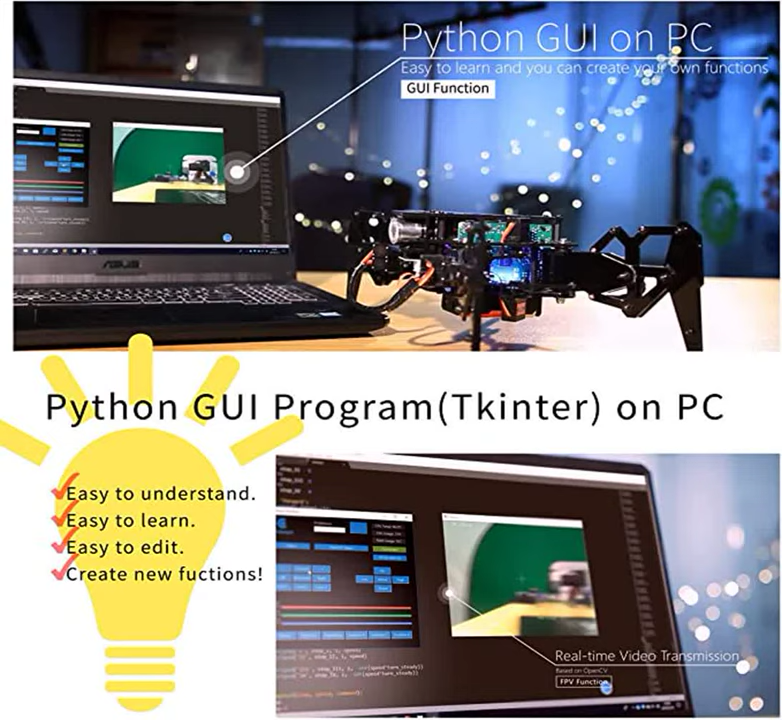 Python GUI on PC
Easy to learn and you can create your own functions
GUI Function
ASUS
Python GUI Program(Tkinter) on PC
Easy to understand.
Easy to learn.
Easy to edit.
Create new fuctions!
Real-time Video Transmission
Based on OpenCV
FPV Function